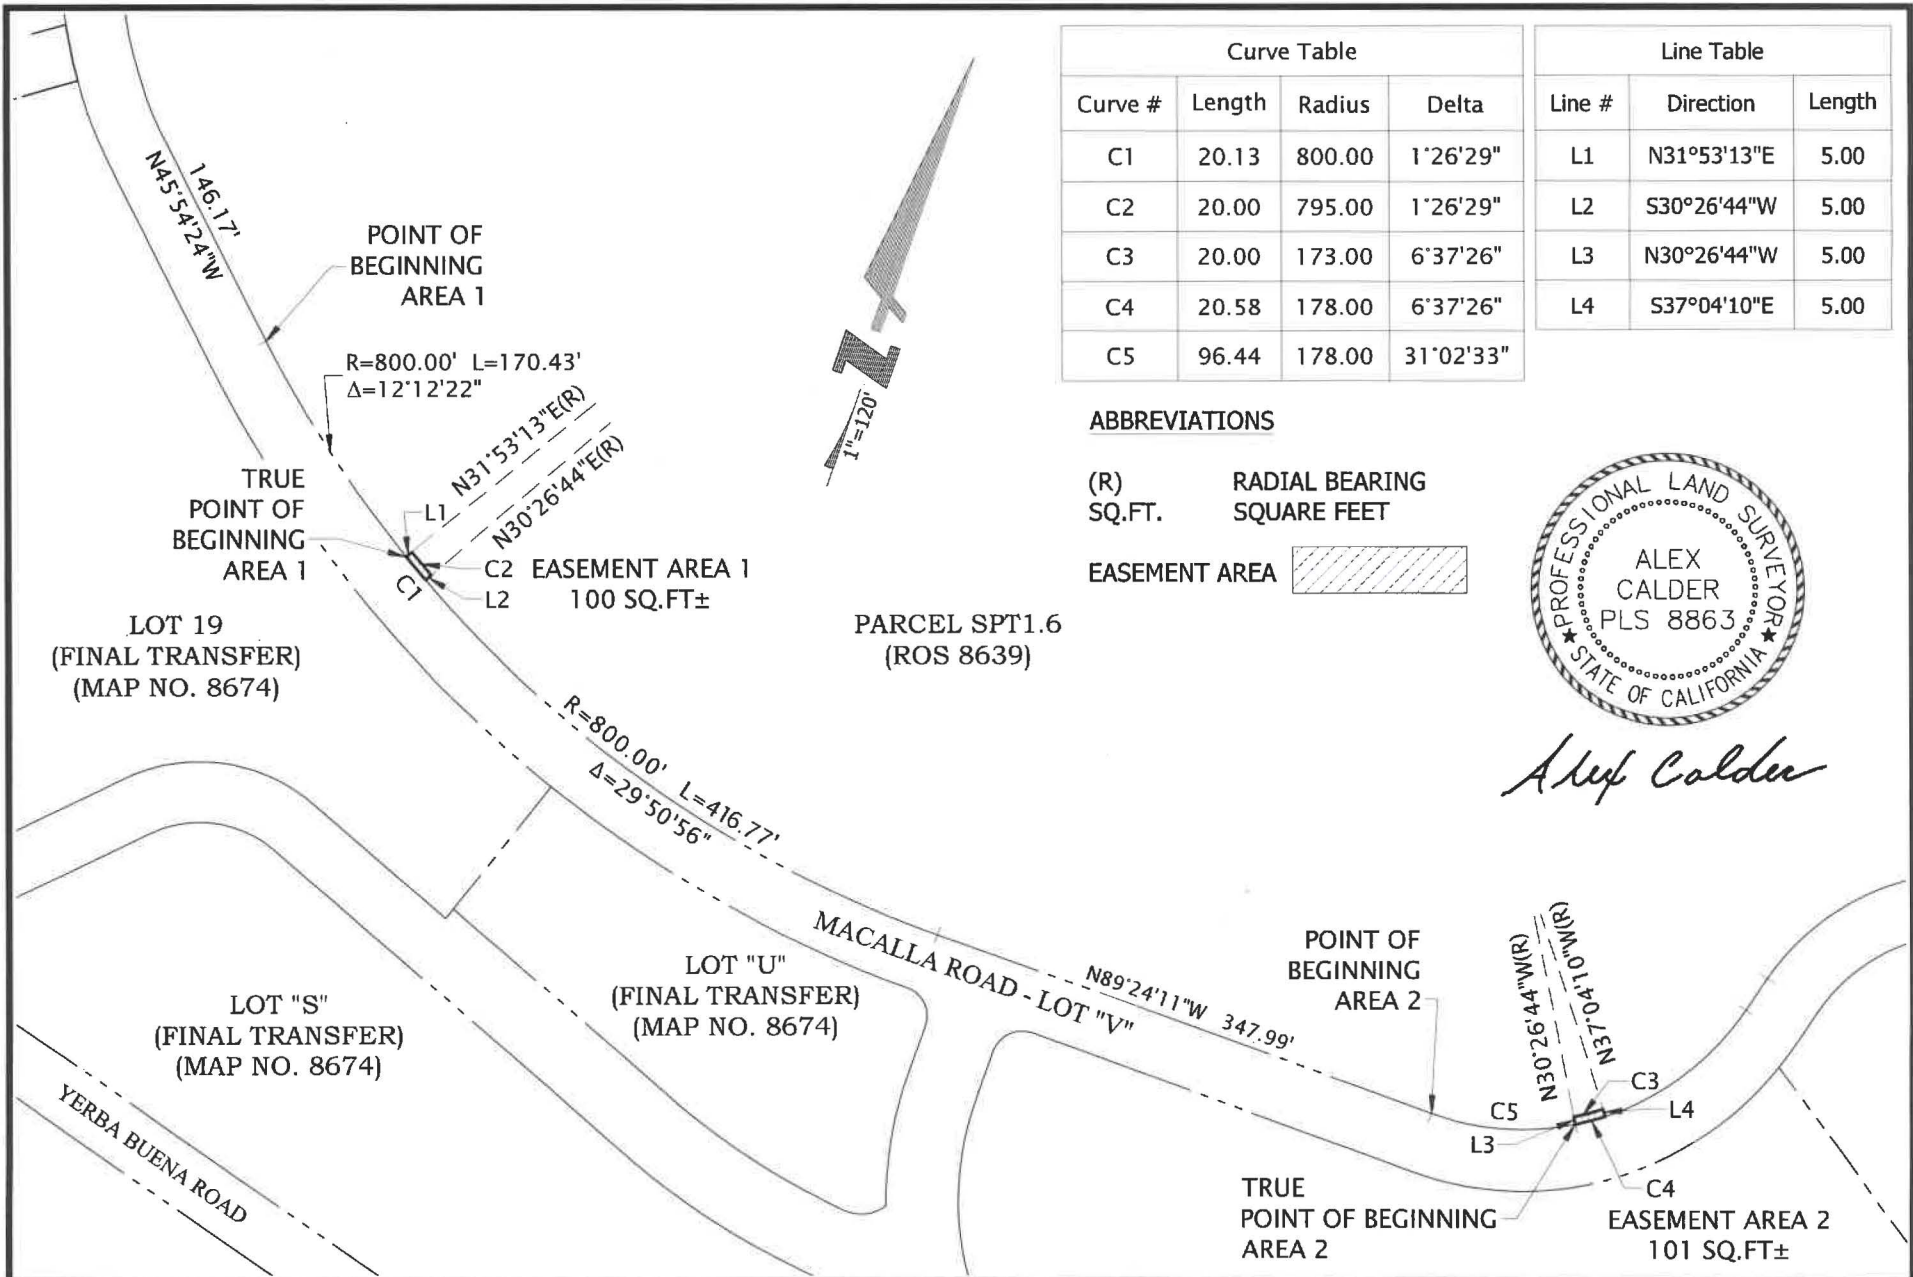 Curve Table
Curve # Length Radius Delta
C1 20.13 800.00 1°26'29"
C2 20.00 795.00 1°26'29"
C3 20.00 173.00 6°37'26"
C4 20.58 178.00 6°37'26"
C5 96.44 178.00 31°02'33"
Line Table
Line # Direction Length
L1 N31°53'13"E 5.00
L2 S30°26'44"W 5.00
L3 N30°26'44"W 5.00
L4 S37°04'10"E 5.00
146.17'
N45°54'24"W
POINT OF
BEGINNING
AREA 1
R=800.00' L=170.43'
Δ=12°12'22"
N31°53'13"E(R)
N30°26'44"E(R)
N
1"=120'
ABBREVIATIONS
(R) RADIAL BEARING
SQ.FT. SQUARE FEET
EASEMENT AREA
PROFESSIONAL LAND SURVEYOR
ALEX
CALDER
PLS 8863
STATE OF CALIFORNIA
Alex Calder
TRUE
POINT OF
BEGINNING
AREA 1
L1
C1
C2
L2
EASEMENT AREA 1
100 SQ.FT±
LOT 19
(FINAL TRANSFER)
(MAP NO. 8674)
PARCEL SPT1.6
(ROS 8639)
R=800.00' L=416.77'
Δ=29°50'56"
MACALLA ROAD - LOT "V"
N89°24'11"W 347.99'
LOT "U"
(FINAL TRANSFER)
(MAP NO. 8674)
LOT "S"
(FINAL TRANSFER)
(MAP NO. 8674)
YERBA BUENA ROAD
POINT OF
BEGINNING
AREA 2
N30°26'44"W(R)
N37°04'10"W(R)
C5
C3
L3
L4
C4
TRUE
POINT OF BEGINNING
AREA 2
EASEMENT AREA 2
101 SQ.FT±